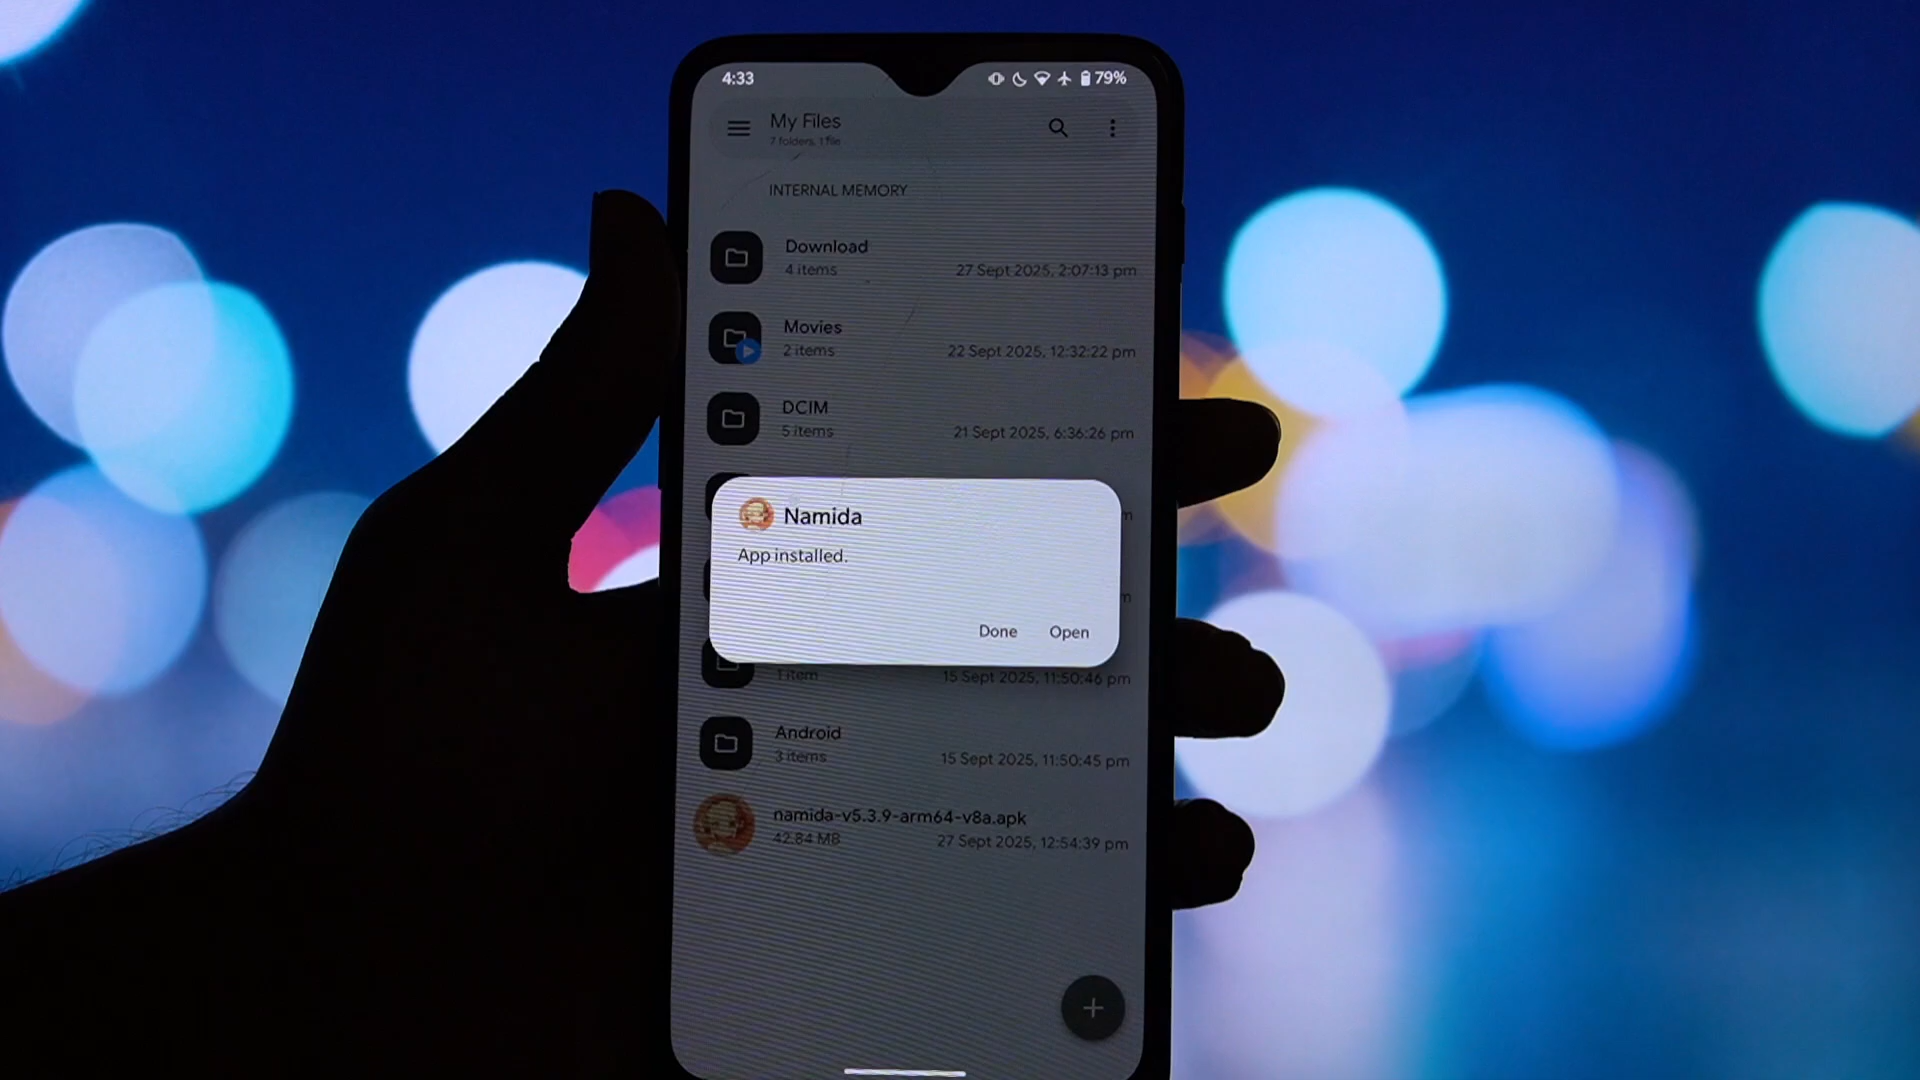 4:33
79%
My Files
7 folders, 1 file
INTERNAL MEMORY
Download
4 items
27 Sept 2025, 2:07:13 pm
Movies
2 items
22 Sept 2025, 12:32:22 pm
DCIM
5 items
21 Sept 2025, 6:36:26 pm
m
Namida
App installed.
m
Done
Open
1 item
15 Sept 2025, 11:50:46 pm
Android
3 items
15 Sept 2025, 11:50:45 pm
namida-v5.3.9-arm64-v8a.apk
42.84 MB
27 Sept 2025, 12:54:39 pm